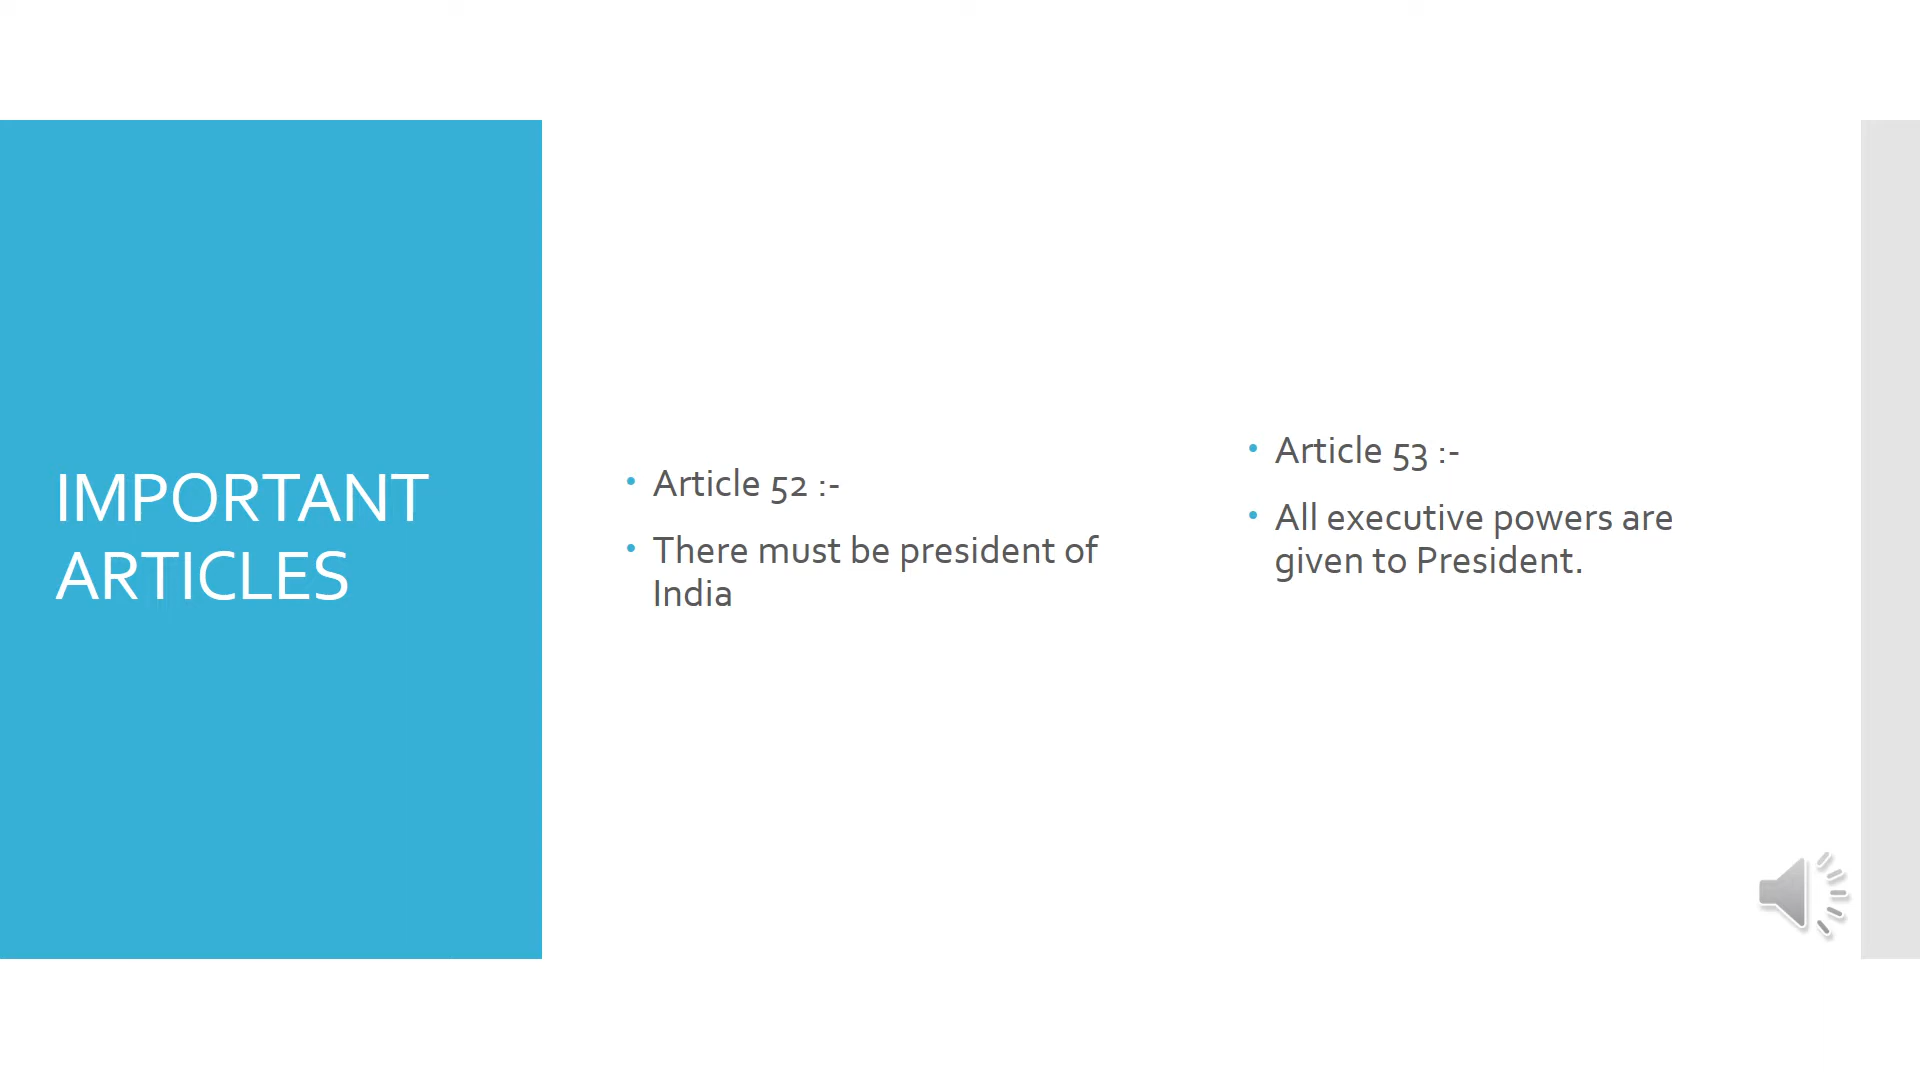 IMPORTANT
ARTICLES
• Article 52 :-
• There must be president of
India
• Article 53 :-
• All executive powers are
given to President.